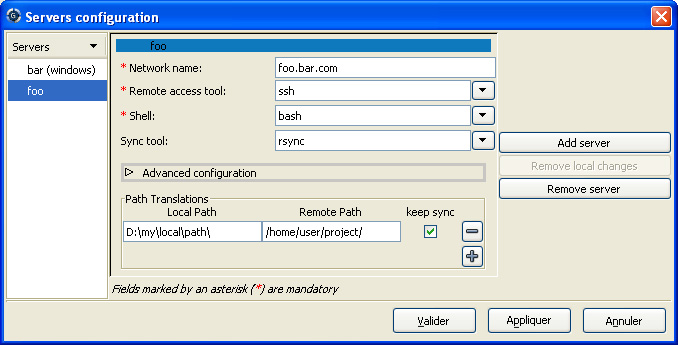 Servers configuration
Servers
bar (windows)
foo
foo
* Network name: foo.bar.com
* Remote access tool: ssh
* Shell: bash
Sync tool: rsync
Advanced configuration
Path Translations
Local Path Remote Path keep sync
D:\my\local\path\ /home/user/project/
Fields marked by an asterisk (*) are mandatory
Add server
Remove local changes
Remove server
Valider Appliquer Annuler